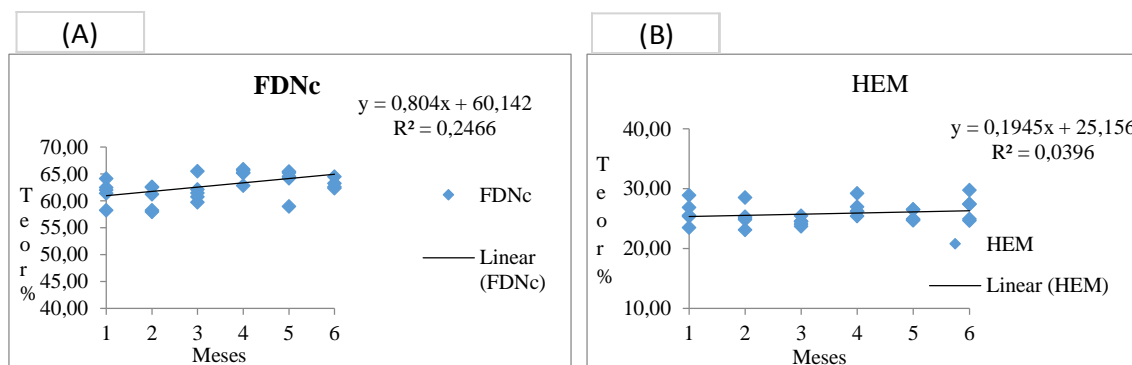 (A)
FDNc
y = 0,804x + 60,142
R² = 0,2466
70,00
65,00
60,00
55,00
50,00
45,00
40,00
Teor%
1 2 3 4 5 6
Meses
FDNc
Linear
(FDNc)
(B)
HEM
y = 0,1945x + 25,156
R² = 0,0396
40,00
30,00
20,00
10,00
Teor%
1 2 3 4 5 6
Meses
HEM
Linear (HEM)